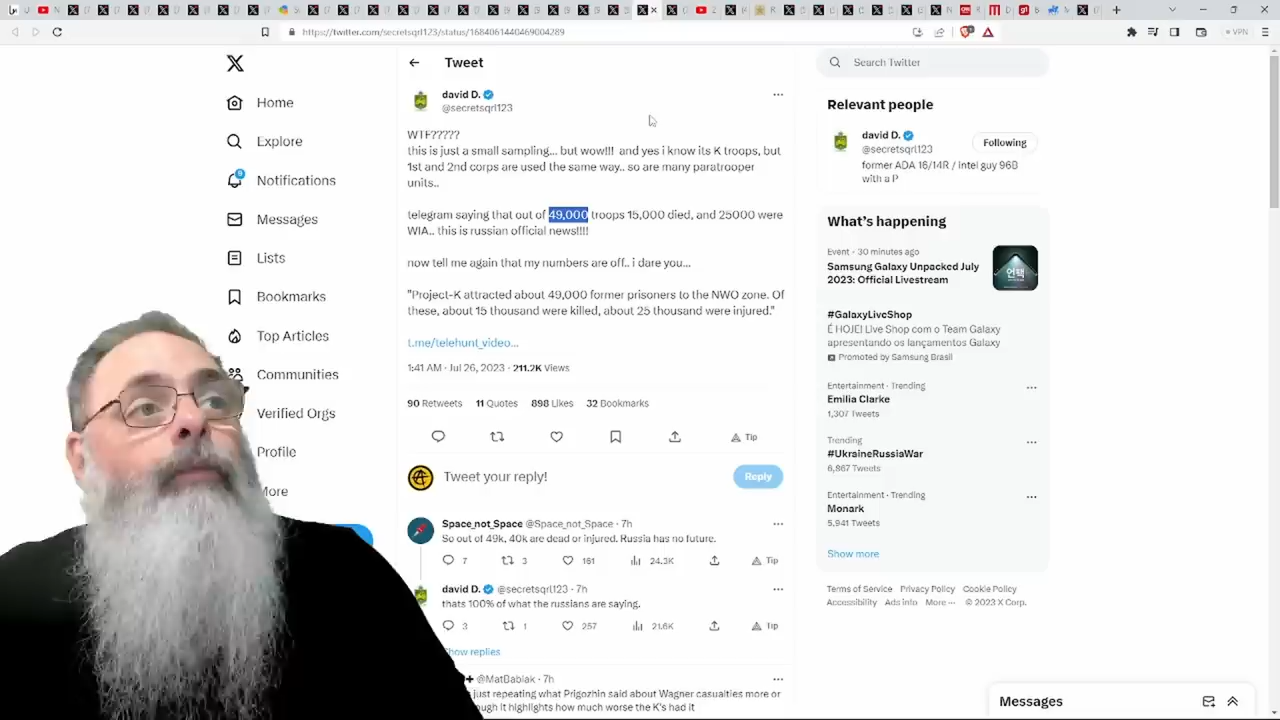 https://twitter.com/secretsqrl123/status/1684061440469004289
VPN
Home
Explore
9
Notifications
Messages
Lists
Bookmarks
Top Articles
Communities
Verified Orgs
Profile
More
Tweet
david D.
@secretsqrl123
WTF?????
this is just a small sampling... but wow!!! and yes i know its K troops, but
1st and 2nd corps are used the same way.. so are many paratrooper
units..
telegram saying that out of 49,000 troops 15,000 died, and 25000 were
WIA.. this is russian official news!!!!
now tell me again that my numbers are off.. i dare you...
"Project-K attracted about 49,000 former prisoners to the NWO zone. Of
these, about 15 thousand were killed, about 25 thousand were injured."
t.me/telehunt_video...
1:41 AM · Jul 26, 2023 · 211.2K Views
90 Retweets 11 Quotes 898 Likes 32 Bookmarks
Tip
Tweet your reply!
Reply
Space_not_Space @Space_not_Space · 7h
So out of 49k, 40k are dead or injured. Russia has no future.
7 3 161 24.3K Tip
david D. @secretsqrl123 · 7h
thats 100% of what the russians are saying.
3 1 257 21.6K Tip
how replies
@MatBabiak · 7h
just repeating what Prigozhin said about Wagner casualties more or
ugh it highlights how much worse the K's had it
Search Twitter
Relevant people
david D.
@secretsqrl123
Following
former ADA 16/14R / intel guy 96B
with a P
What's happening
Event · 30 minutes ago
Samsung Galaxy Unpacked July
2023: Official Livestream
언팩
#GalaxyLiveShop
É HOJE! Live Shop com o Team Galaxy
apresentando os lançamentos Galaxy
Promoted by Samsung Brasil
Entertainment · Trending
Emilia Clarke
1,307 Tweets
Trending
#UkraineRussiaWar
6,867 Tweets
Entertainment · Trending
Monark
5,941 Tweets
Show more
Terms of Service Privacy Policy Cookie Policy
Accessibility Ads info More ··· © 2023 X Corp.
Messages